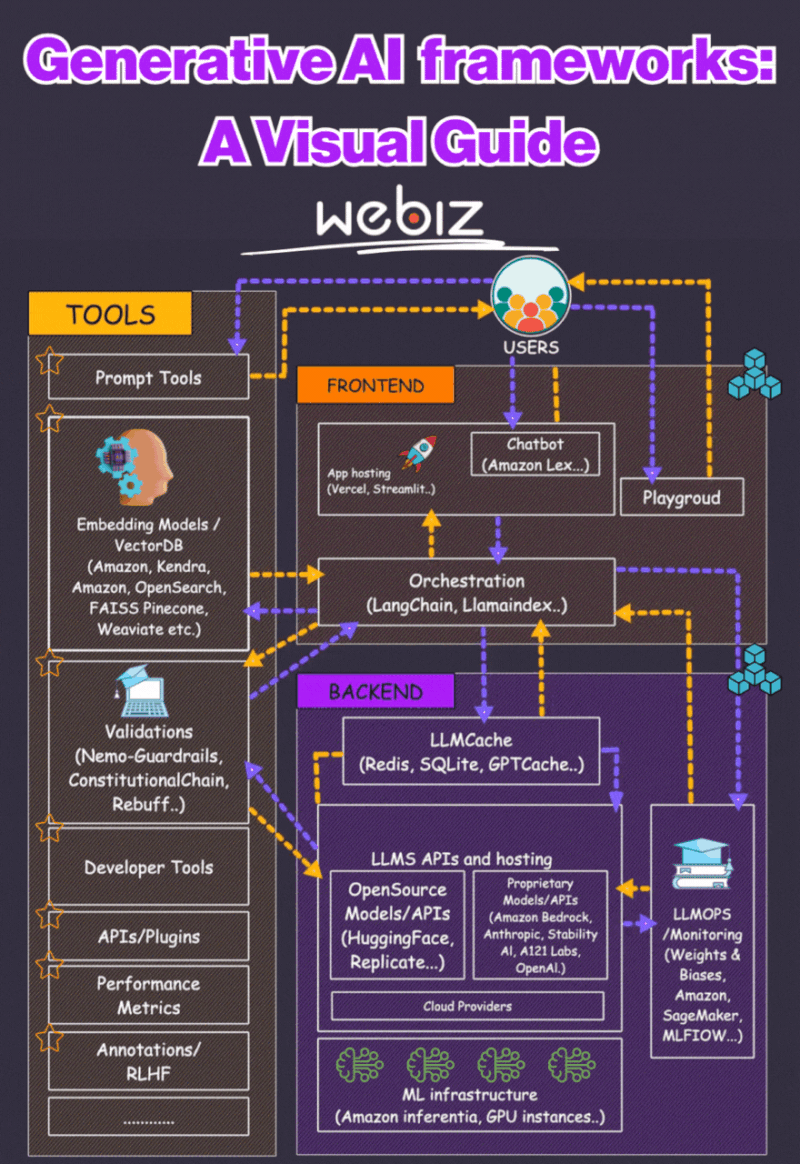 Generative AI frameworks:
A Visual Guide
webiz
USERS
TOOLS
Prompt Tools
Embedding Models /
VectorDB
(Amazon, Kendra,
Amazon, OpenSearch,
FAISS Pinecone,
Weaviate etc.)
Validations
(Nemo-Guardrails,
ConstitutionalChain,
Rebuff..)
Developer Tools
APIs/Plugins
Performance
Metrics
Annotations/
RLHF
............
FRONTEND
App hosting
(Vercel, Streamlit..)
Chatbot
(Amazon Lex...)
Playgroud
Orchestration
(LangChain, Llamaindex..)
BACKEND
LLMCache
(Redis, SQLite, GPTCache..)
LLMS APIs and hosting
OpenSource
Models/APIs
(HuggingFace,
Replicate...)
Proprietary
Models/APIs
(Amazon Bedrock,
Anthropic, Stability
AI, A121 Labs,
OpenAI.)
Cloud Providers
LLMOPS
/Monitoring
(Weights &
Biases,
Amazon,
SageMaker,
MLFIOW...)
ML infrastructure
(Amazon inferentia, GPU instances..)